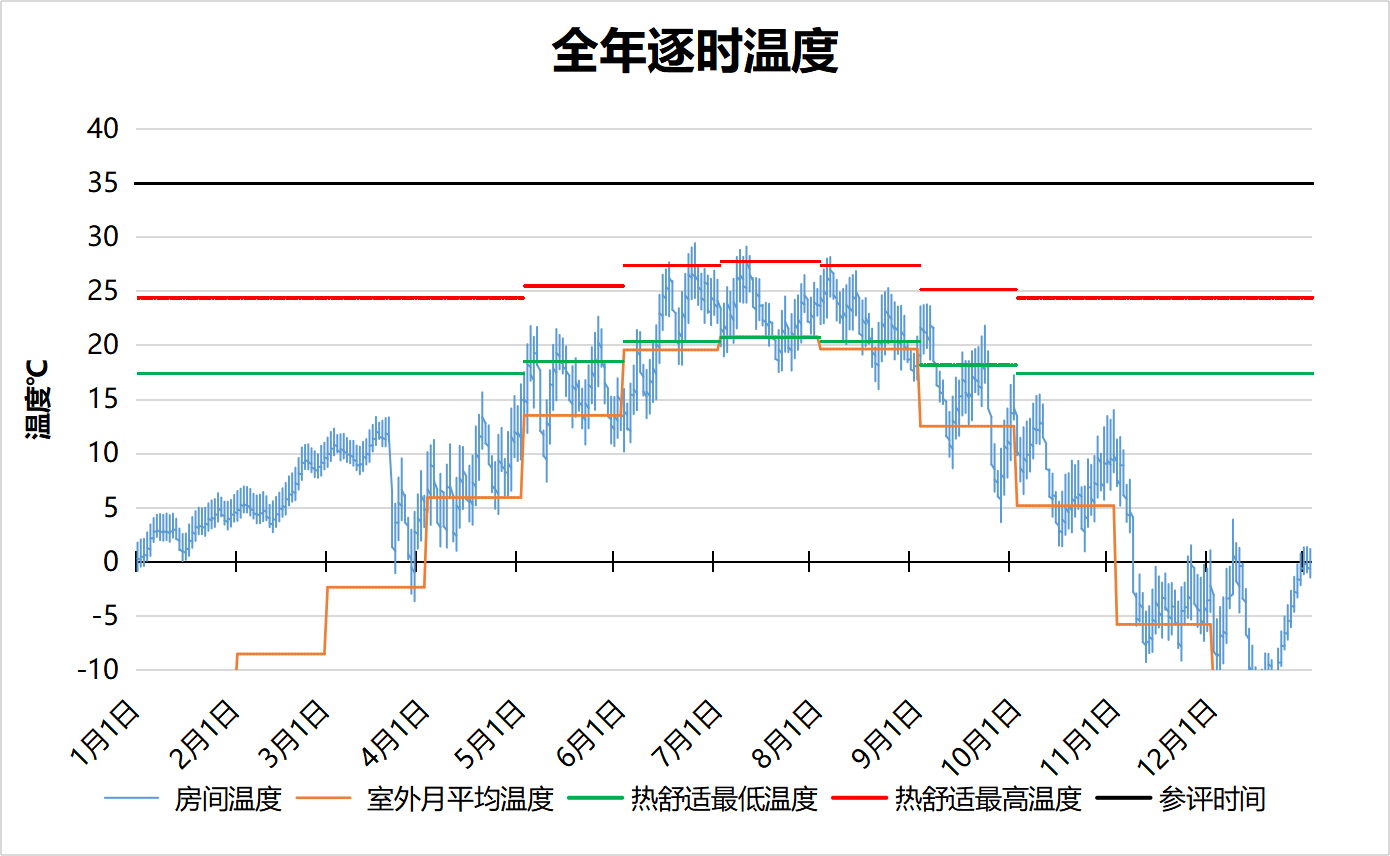 全年逐时温度
40
35
30
25
20
15
10
5
0
-5
-10
温度℃
1月1日
2月1日
3月1日
4月1日
5月1日
6月1日
7月1日
8月1日
9月1日
10月1日
11月1日
12月1日
房间温度 室外月平均温度 热舒适最低温度 热舒适最高温度 参评时间